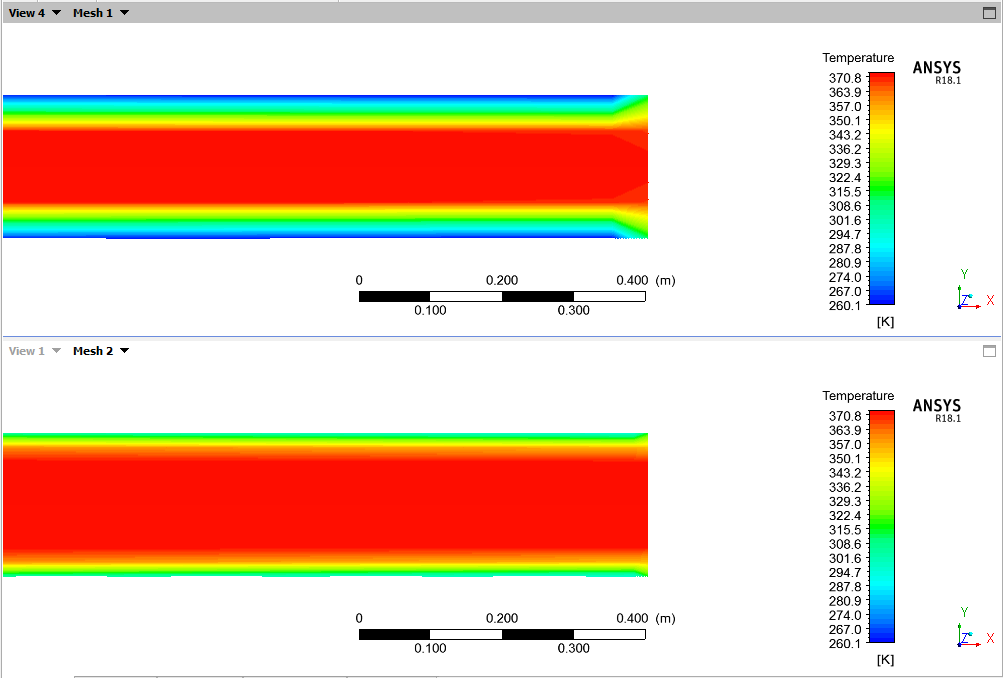 View 4 Mesh 1
Temperature
ANSYS
R18.1
370.8
363.9
357.0
350.1
343.2
336.2
329.3
322.4
315.5
308.6
301.6
294.7
287.8
280.9
274.0
267.0
260.1
[K]
0 0.200 0.400 (m)
0.100 0.300
Y
Z X
View 1 Mesh 2
Temperature
ANSYS
R18.1
370.8
363.9
357.0
350.1
343.2
336.2
329.3
322.4
315.5
308.6
301.6
294.7
287.8
280.9
274.0
267.0
260.1
[K]
0 0.200 0.400 (m)
0.100 0.300
Y
Z X